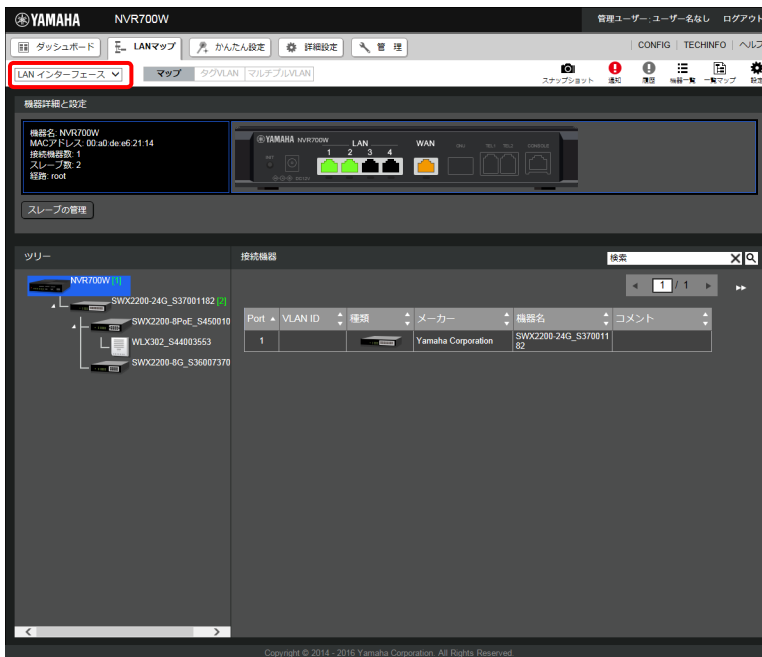 YAMAHA NVR700W 管理ユーザー:ユーザー名なし ログアウト
ダッシュボード LANマップ かんたん設定 詳細設定 管 理 CONFIG | TECHINFO | ヘルプ
LAN インターフェース マップ タグVLAN マルチプルVLAN スナップショット 通知 履歴 機器一覧 一覧マップ 設定
機器詳細と設定
機器名: NVR700W
MACアドレス: 00:a0:de:e6:21:14
接続機器数: 1
スレーブ数: 2
経路: root
YAMAHA NVR700W LAN WAN ONU TEL1 TEL2 CONSOLE
1 2 3 4
スレーブの管理
ツリー 接続機器 検索
NVR700W [1] 1 / 1
SWX2200-24G_S37001182 [2]
SWX2200-8PoE_S450010
WLX302_S44003553
SWX2200-8G_S36007370
Port VLAN ID 種類 メーカー 機器名 コメント
1 Yamaha Corporation SWX2200-24G_S370011
82
Copyright © 2014 - 2016 Yamaha Corporation. All Rights Reserved.